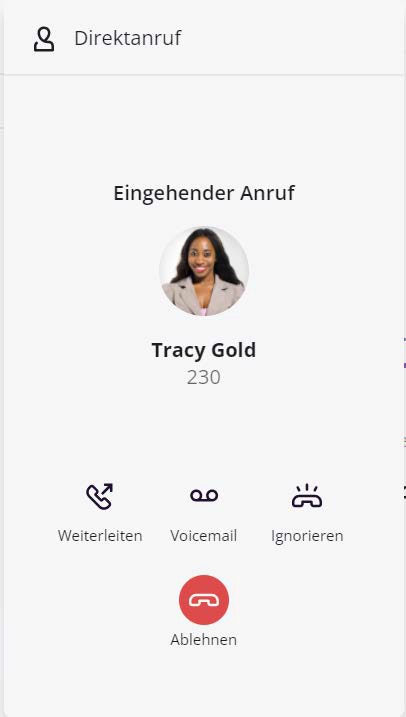 Direktanruf
Eingehender Anruf
Tracy Gold
230
Weiterleiten Voicemail Ignorieren
Ablehnen